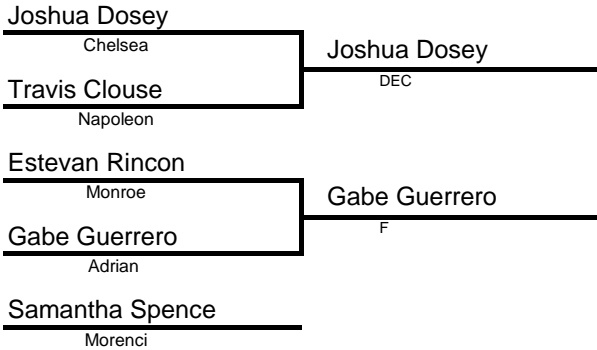 Joshua Dosey
Chelsea
Joshua Dosey
DEC
Travis Clouse
Napoleon
Estevan Rincon
Monroe
Gabe Guerrero
F
Gabe Guerrero
Adrian
Samantha Spence
Morenci